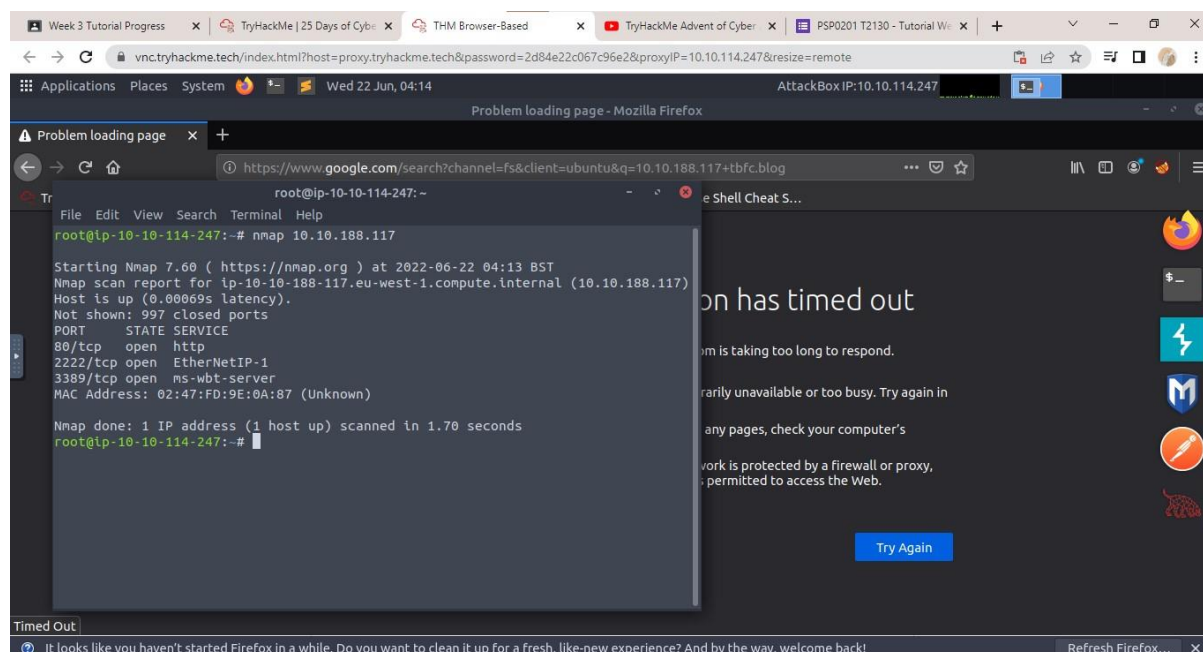 Week 3 Tutorial Progress
TryHackMe | 25 Days of Cybe
THM Browser-Based
TryHackMe Advent of Cyber
PSP0201 T2130 - Tutorial We
vnc.tryhackme.tech/index.html?host=proxy.tryhackme.tech&password=2d84e22c067c96e2&proxyIP=10.10.114.247&resize=remote
Applications Places System Wed 22 Jun, 04:14 AttackBox IP:10.10.114.247
Problem loading page - Mozilla Firefox
Problem loading page
https://www.google.com/search?channel=fs&client=ubuntu&q=10.10.188.117+tbfc.blog
Tr
e Shell Cheat S...
root@ip-10-10-114-247: ~
File Edit View Search Terminal Help
root@ip-10-10-114-247:~# nmap 10.10.188.117
Starting Nmap 7.60 ( https://nmap.org ) at 2022-06-22 04:13 BST
Nmap scan report for ip-10-10-188-117.eu-west-1.compute.internal (10.10.188.117)
Host is up (0.00069s latency).
Not shown: 997 closed ports
PORT STATE SERVICE
80/tcp open http
2222/tcp open EtherNetIP-1
3389/tcp open ms-wbt-server
MAC Address: 02:47:FD:9E:0A:87 (Unknown)
Nmap done: 1 IP address (1 host up) scanned in 1.70 seconds
root@ip-10-10-114-247:~#
on has timed out
om is taking too long to respond.
rarily unavailable or too busy. Try again in
any pages, check your computer's
work is protected by a firewall or proxy,
s permitted to access the Web.
Try Again
Timed Out
It looks like you haven't started Firefox in a while. Do you want to clean it up for a fresh, like-new experience? And by the way, welcome back!
Refresh Firefox...